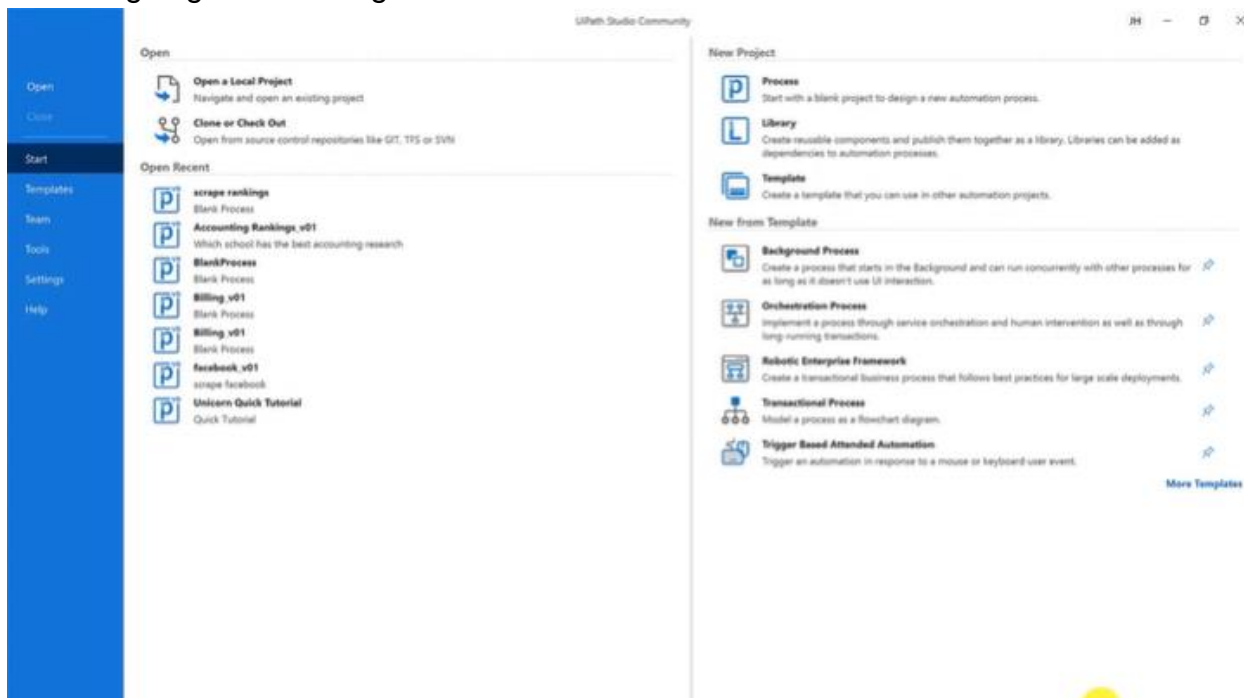 UiPath Studio Community
JH
Open
Close
Start
Templates
Team
Tools
Settings
Help
Open
Open a Local Project
Navigate and open an existing project
Clone or Check Out
Open from source control repositories like GIT, TFS or SVN
Open Recent
scrape rankings
Blank Process
Accounting Rankings_v01
Which school has the best accounting research
BlankProcess
Blank Process
Billing_v01
Blank Process
Billing_v01
Blank Process
facebook_v01
scrape facebook
Unicorn Quick Tutorial
Quick Tutorial
New Project
Process
Start with a blank project to design a new automation process.
Library
Create reusable components and publish them together as a library. Libraries can be added as
dependencies to automation processes.
Template
Create a template that you can use in other automation projects.
New from Template
Background Process
Create a process that starts in the Background and can run concurrently with other processes for
as long as it doesn't use UI interaction.
Orchestration Process
Implement a process through service orchestration and human intervention as well as through
long-running transactions.
Robotic Enterprise Framework
Create a transactional business process that follows best practices for large scale deployments.
Transactional Process
Model a process as a flowchart diagram.
Trigger Based Attended Automation
Trigger an automation in response to a mouse or keyboard user event.
More Templates